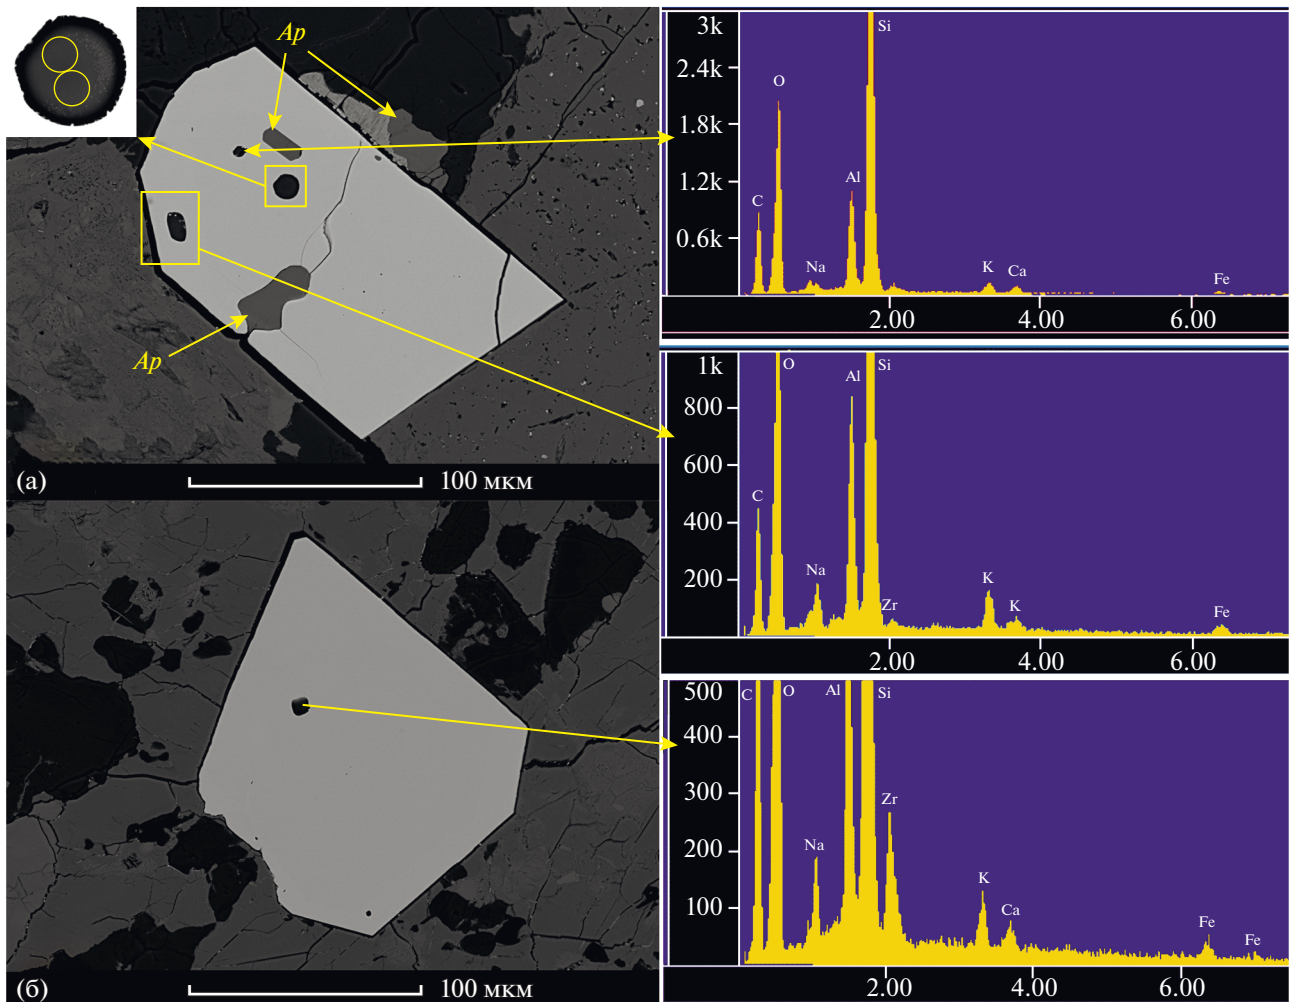 Ap
Ap
(а)
100 мкм
(б)
100 мкм
3k
2.4k
1.8k
1.2k
0.6k
C
O
Na
Al
Si
K
Ca
Fe
2.00 4.00 6.00
1k
800
600
400
200
C
O
Na
Al
Si
Zr
K
K
Fe
2.00 4.00 6.00
500
400
300
200
100
C
O
Na
Al
Si
Zr
K
Ca
Fe
Fe
2.00 4.00 6.00